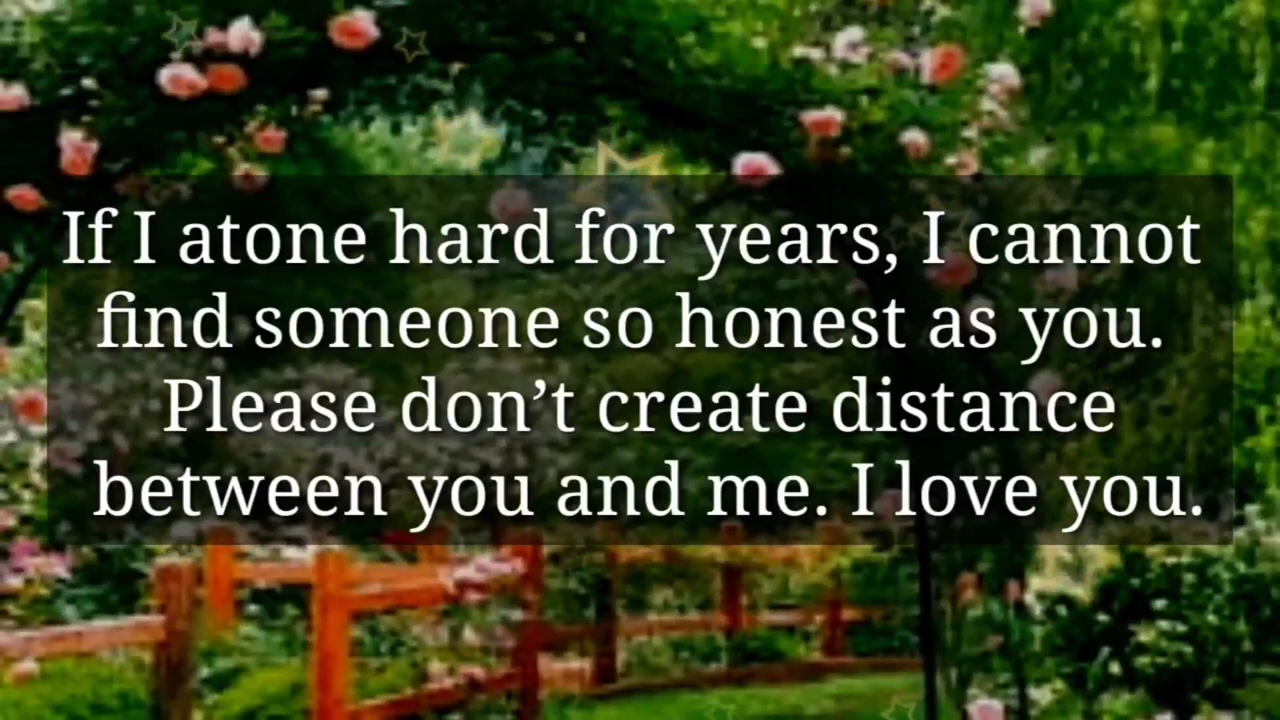 If I atone hard for years, I cannot
find someone so honest as you.
Please don’t create distance
between you and me. I love you.